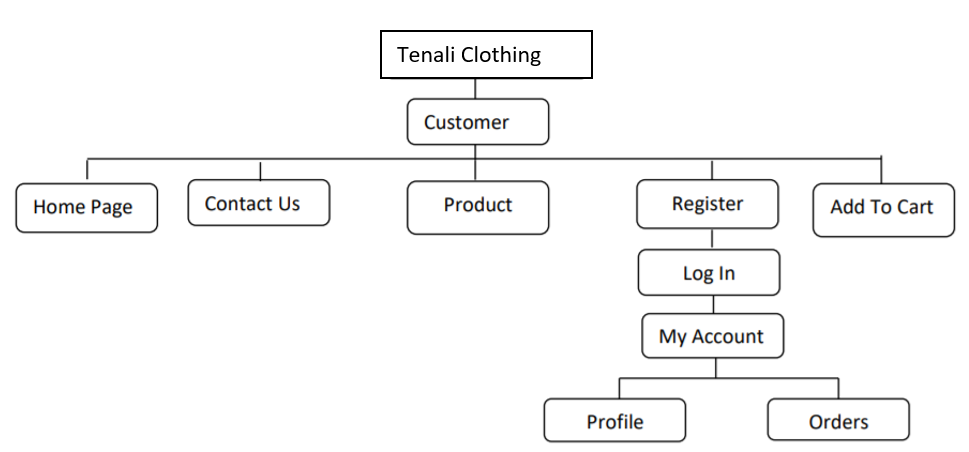 Tenali Clothing
Customer
Home Page
Contact Us
Product
Register
Add To Cart
Log In
My Account
Profile
Orders